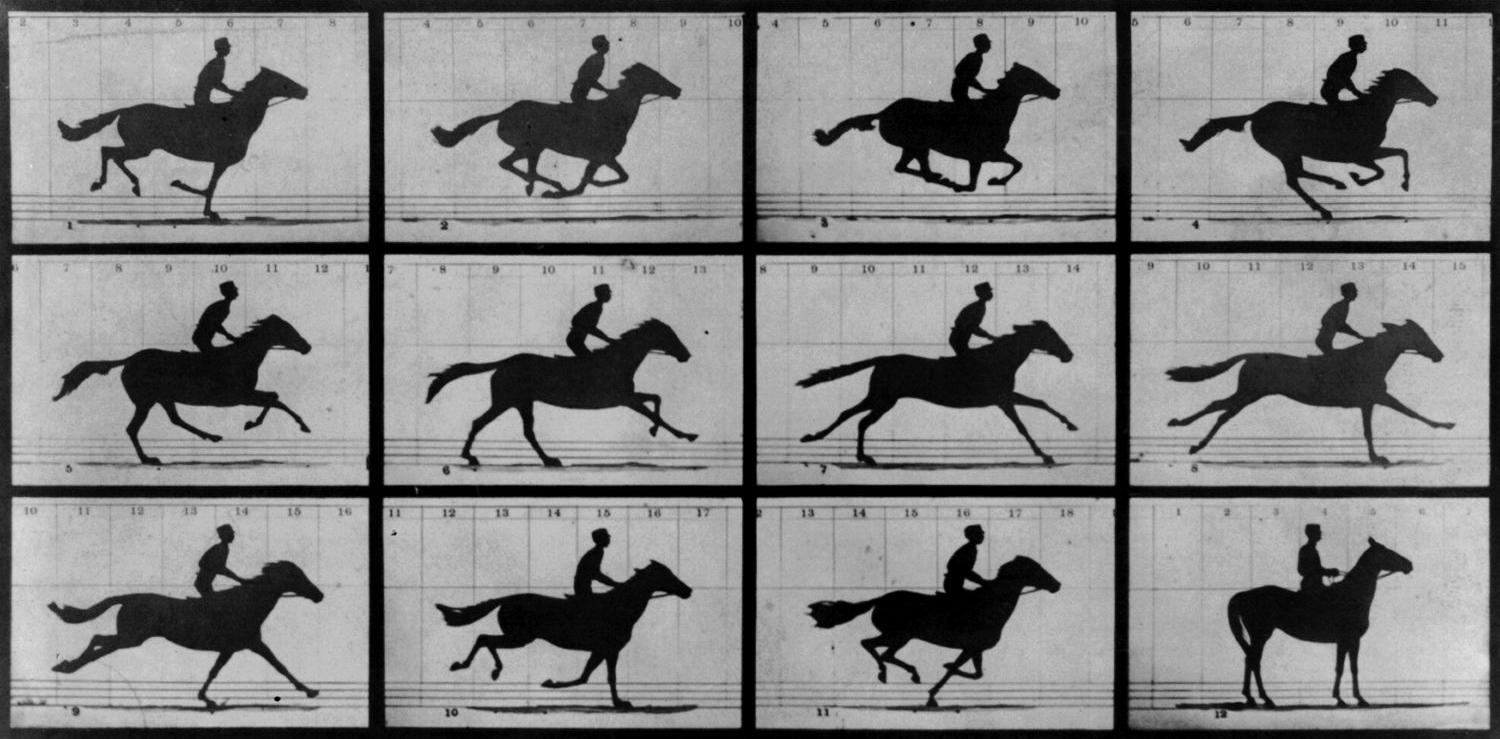 2 3 4 5 6 7 8
1
4 5 6 7 8 9 10
2
4 5 6 7 8 9 10
3
5 6 7 8 9 10 11
4
6 7 8 9 10 11 12
5
7 8 9 10 11 12 13
6
8 9 10 11 12 13 14
7
9 10 11 12 13 14 15
8
10 11 12 13 14 15 16
9
11 12 13 14 15 16 17
10
2 13 14 15 16 17 18
11
1 2 3 4 5 6 7
12